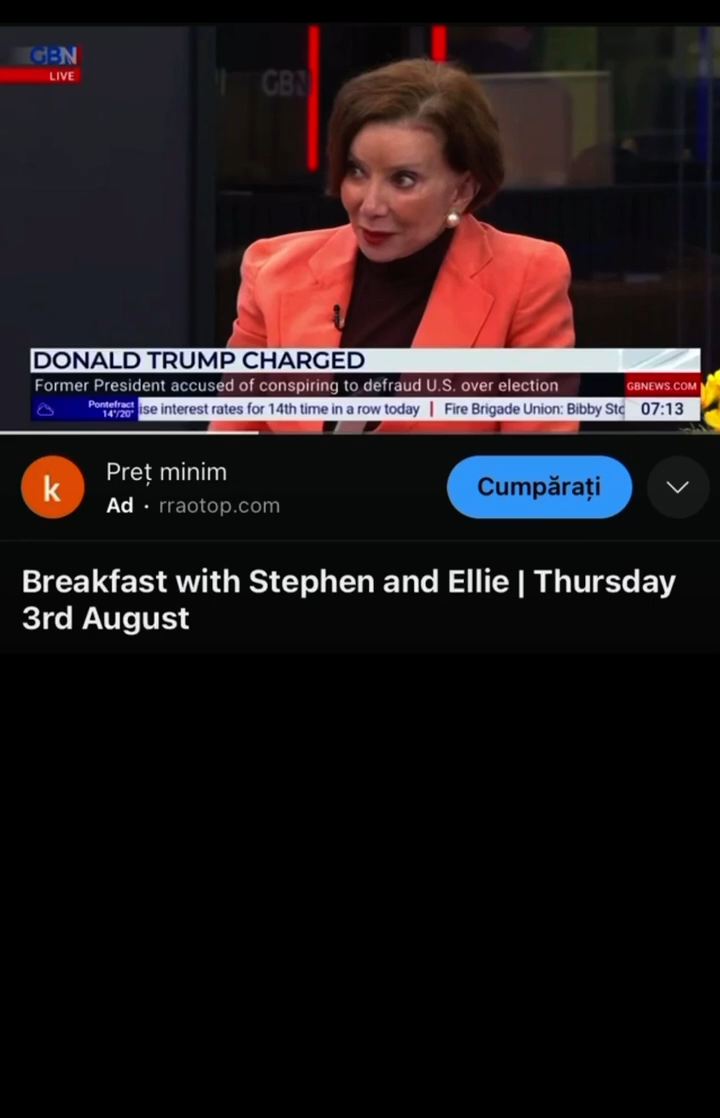 GBN
LIVE
GBN
DONALD TRUMP CHARGED
Former President accused of conspiring to defraud U.S. over election
GBNEWS.COM
Pontefract
14°/20°
ise interest rates for 14th time in a row today | Fire Brigade Union: Bibby Sto
07:13
k
Preț minim
Ad · rraotop.com
Cumpărați
Breakfast with Stephen and Ellie | Thursday
3rd August